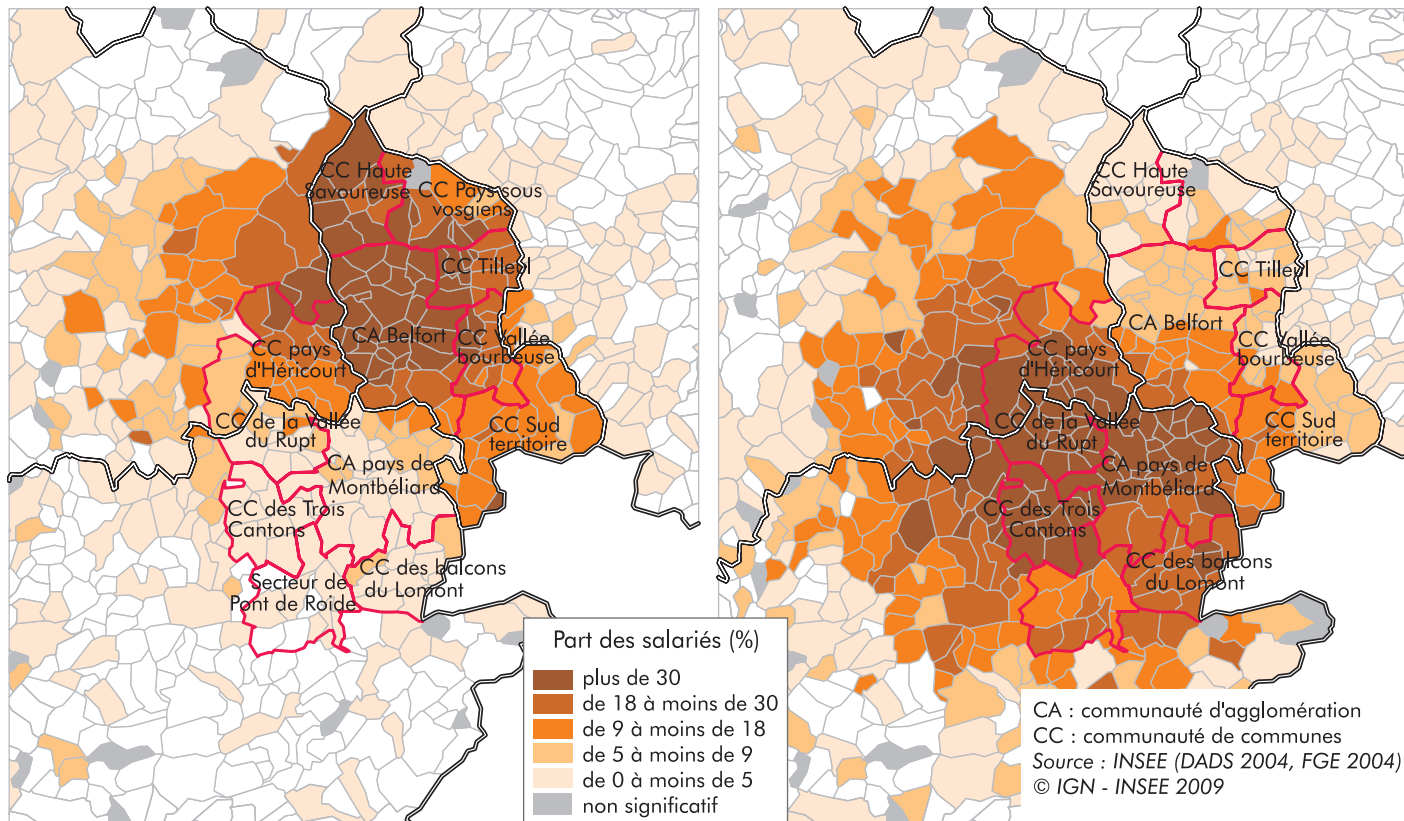 CC Haute
Savoureuse
CC Pays sous
vosgiens
CC Tilleul
CA Belfort
CC Vallée
bourbeuse
CC pays
d'Héricourt
CC de la Vallée
du Rupt
CC Sud
territoire
CA pays de
Montbéliard
CC des Trois
Cantons
CC des balcons
du Lomont
Secteur de
Pont de Roide
CC Haute
Savoureuse
CC Tilleul
CA Belfort
CC Vallée
bourbeuse
CC pays
d'Héricourt
CC de la Vallée
du Rupt
CC Sud
territoire
CA pays de
Montbéliard
CC des Trois
Cantons
CC des balcons
du Lomont
Part des salariés (%)
plus de 30
de 18 à moins de 30
de 9 à moins de 18
de 5 à moins de 9
de 0 à moins de 5
non significatif
CA : communauté d'agglomération
CC : communauté de communes
Source : INSEE (DADS 2004, FGE 2004)
© IGN - INSEE 2009